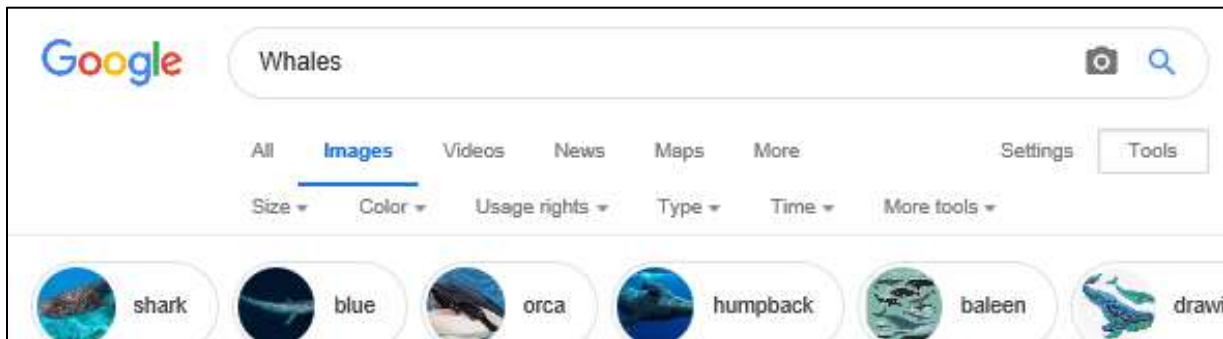 Google Whales
All Images Videos News Maps More Settings Tools
Size Color Usage rights Type Time More tools
shark blue orca humpback baleen drawi